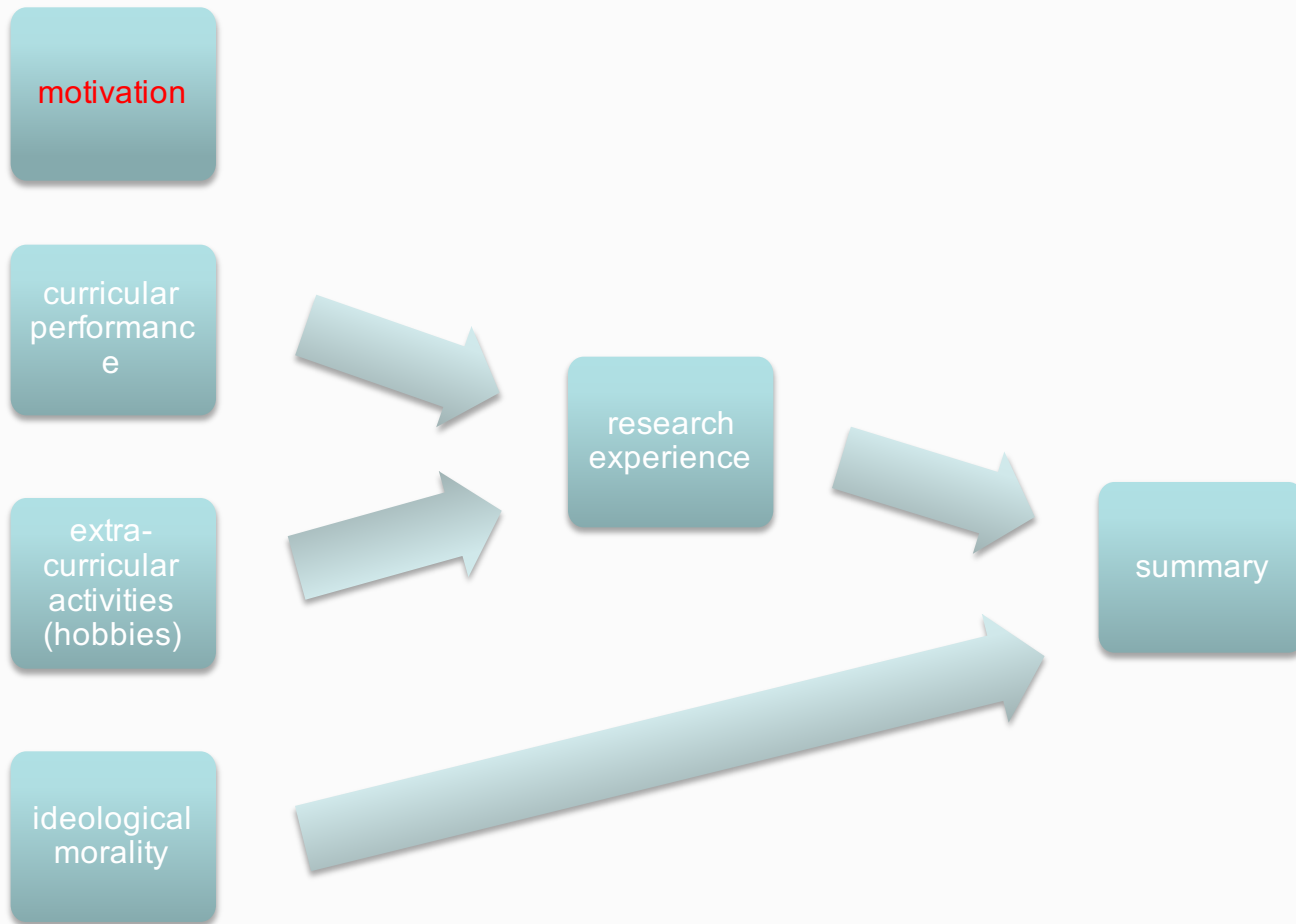 motivation
curricular
performanc
e
extra-
curricular
activities
(hobbies)
ideological
morality
research
experience
summary